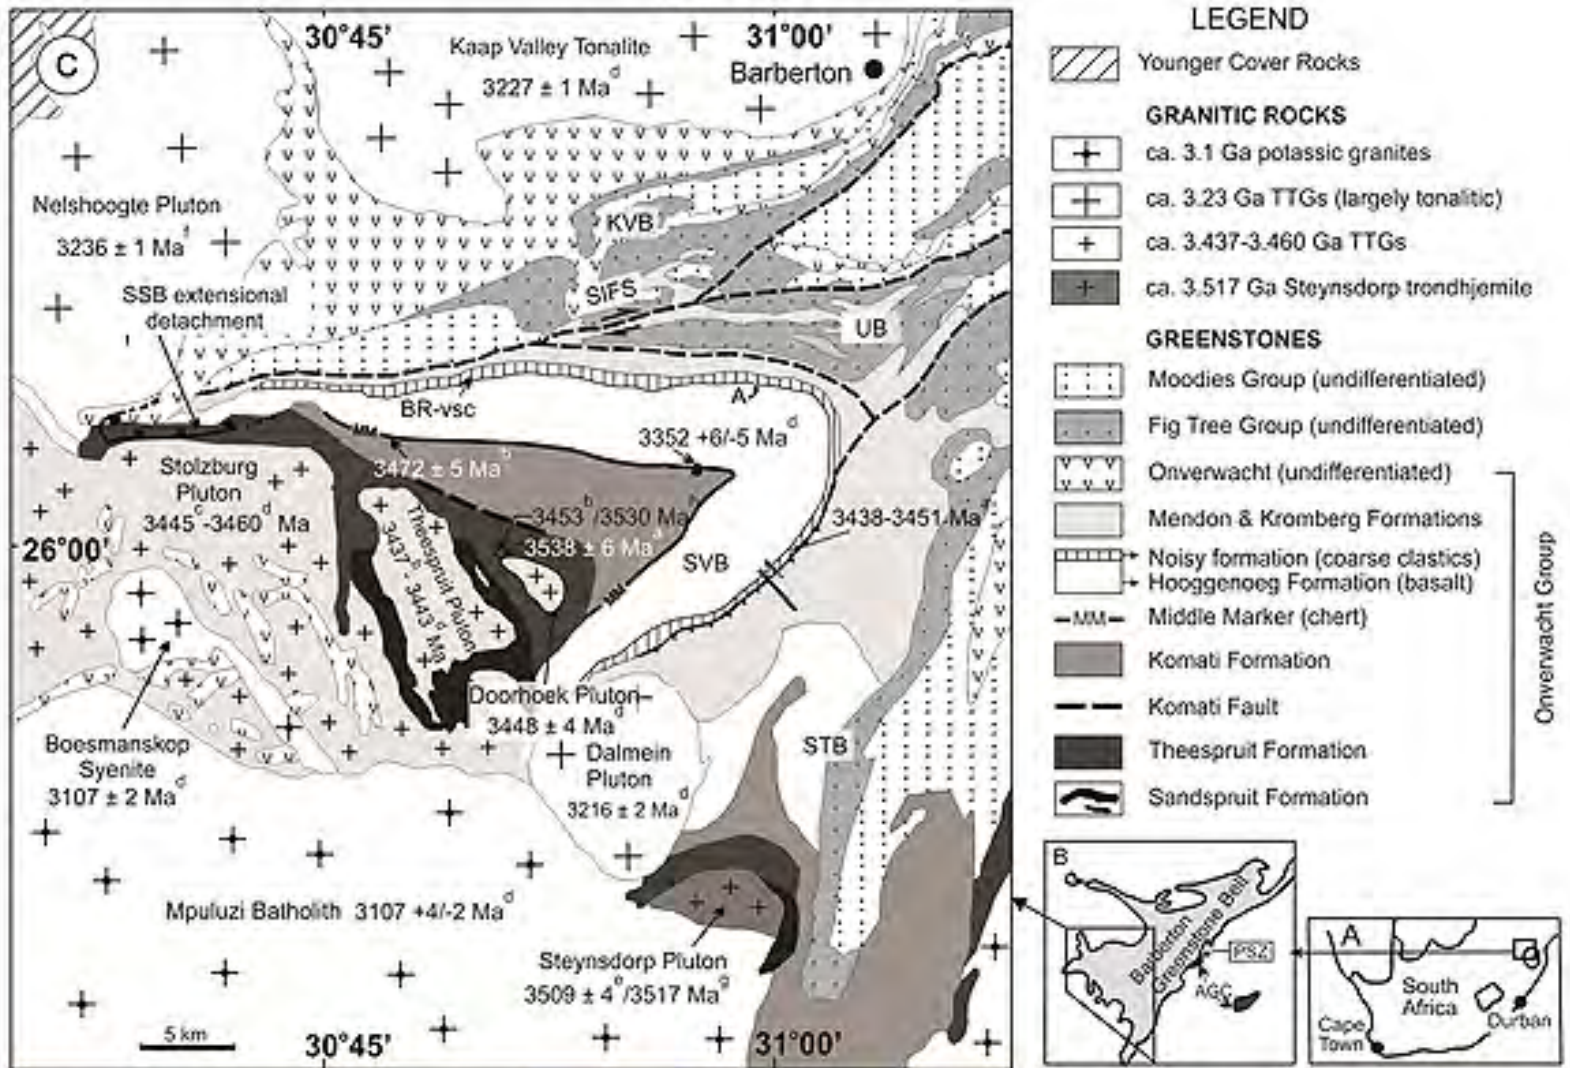 C
30°45'
31°00'
Kaap Valley Tonalite
3227 ± 1 Ma d
Barberton
Nelshoogte Pluton
3236 ± 1 Ma f
SSB extensional
detachment
KVB
SIFS
UB
BR-vsc
A
MM
3352 +6/-5 Ma d
3472 ± 5 Ma b
Stolzburg
Pluton
3445 c-3460 d Ma
3453 b/3530 Ma
3538 ± 6 Ma a
3438-3451 Ma
Theespruit Pluton
3437 b - 3443 d Ma
26°00'
SVB
MM
Doorhoek Pluton
3448 ± 4 Ma d
Dalmein
Pluton
3216 ± 2 Ma d
STB
Boesmanskop
Syenite
3107 ± 2 Ma d
Mpuluzi Batholith 3107 +4/-2 Ma d
Steynsdorp Pluton
3509 ± 4 e/3517 Ma g
5 km
30°45'
31°00'
LEGEND
Younger Cover Rocks
GRANITIC ROCKS
ca. 3.1 Ga potassic granites
ca. 3.23 Ga TTGs (largely tonalitic)
ca. 3.437-3.460 Ga TTGs
ca. 3.517 Ga Steynsdorp trondhjemite
GREENSTONES
Moodies Group (undifferentiated)
Fig Tree Group (undifferentiated)
Onverwacht (undifferentiated)
Mendon & Kromberg Formations
Noisy formation (coarse clastics)
Hooggenoeg Formation (basalt)
MM
Middle Marker (chert)
Komati Formation
Komati Fault
Theespruit Formation
Sandspruit Formation
Onverwacht Group
B
Barberton
Greenstone Belt
PSZ
AGC
A
South
Africa
Cape
Town
Durban